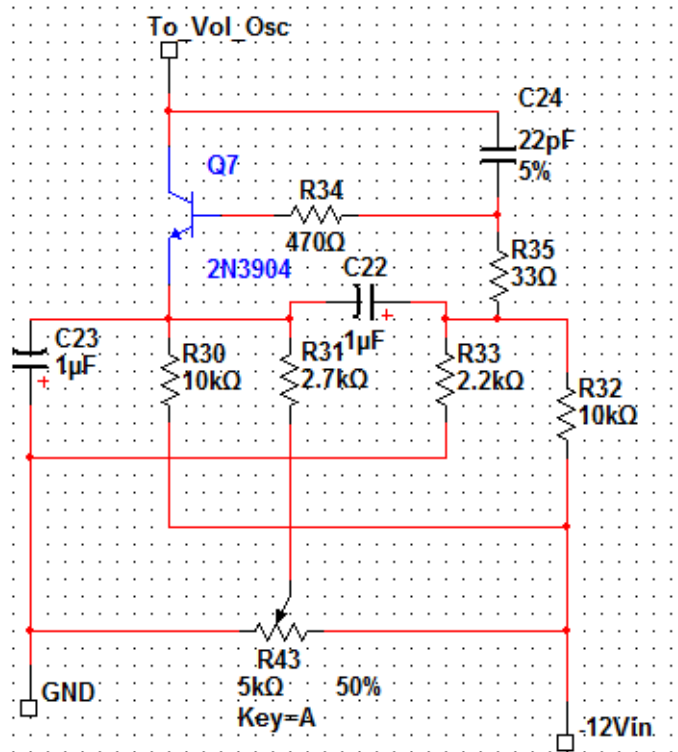 To_Vol_Osc
C24
22pF
5%
Q7
R34
470Ω
2N3904
R35
33Ω
C22
1µF
C23
1µF
R30
10kΩ
R31
2.7kΩ
R33
2.2kΩ
R32
10kΩ
R43
5kΩ 50%
Key=A
GND
-12Vin